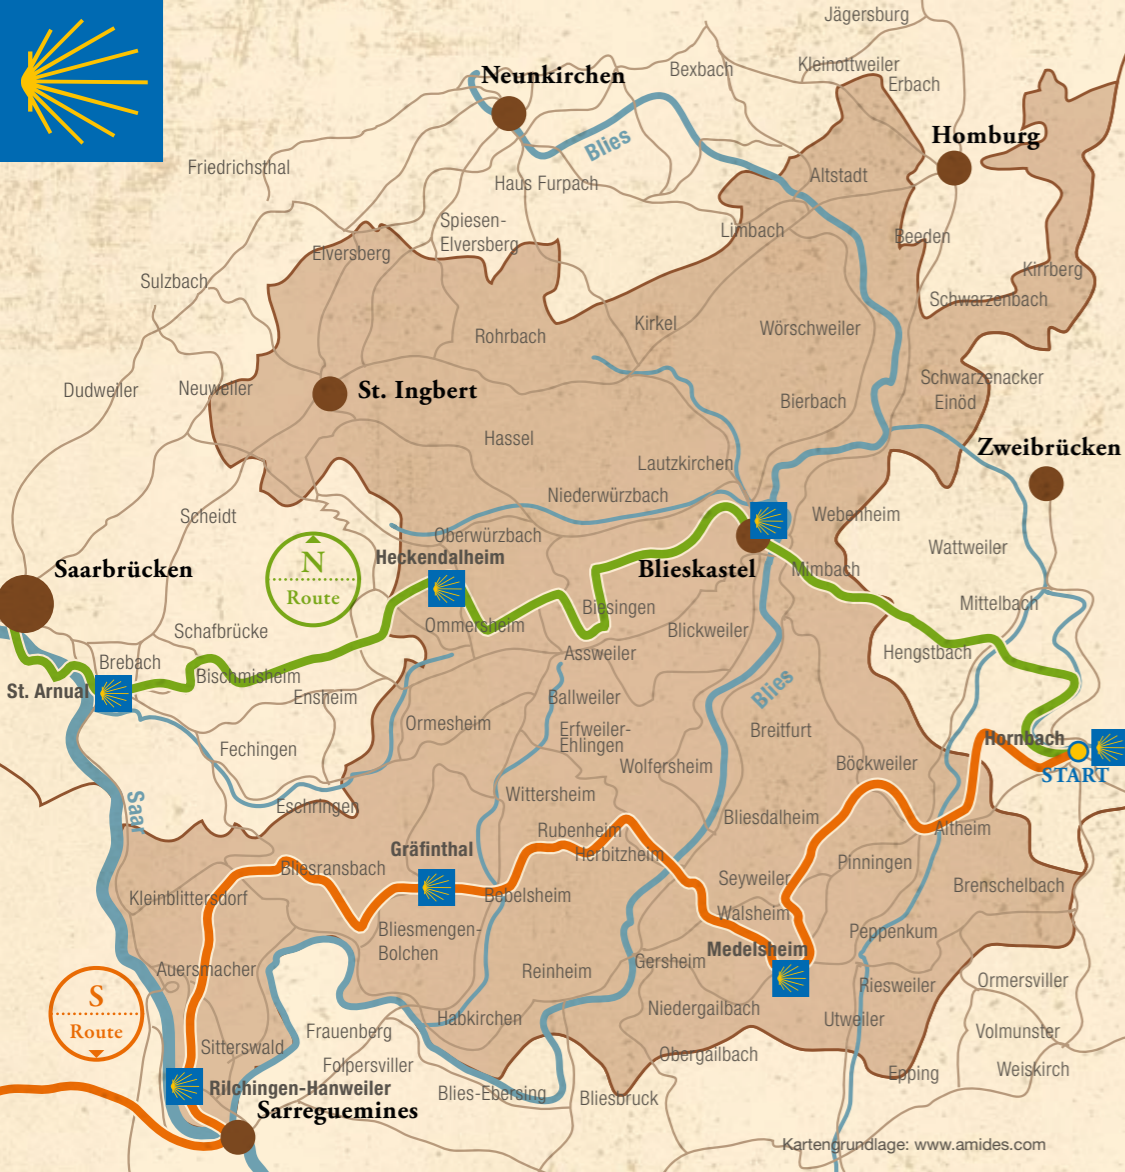 Jägersburg
Kleinottweiler
Bexbach
Neunkirchen
Erbach
Homburg
Blies
Friedrichsthal
Haus Furpach
Altstadt
Spiesen-
Elversberg
Limbach
Beeden
Elversberg
Kirrberg
Sulzbach
Schwarzenbach
Kirkel
Wörschweiler
Rohrbach
Dudweiler
Neuweiler
St. Ingbert
Schwarzenacker
Einöd
Bierbach
Hassel
Zweibrücken
Lautzkirchen
Niederwürzbach
Scheidt
Webenheim
Oberwürzbach
Wattweiler
N
Route
Heckendalheim
Saarbrücken
Blieskastel
Mimbach
Mittelbach
Biesingen
Schafbrücke
Ommersheim
Blickweiler
Hengstbach
Assweiler
Brebach
Bischmisheim
St. Arnual
Ensheim
Ballweiler
Blies
Ormesheim
Erfweiler-
Ehlingen
Breitfurt
Hornbach
START
Fechingen
Wolfersheim
Böckweiler
Saar
Eschringen
Wittersheim
Bliesdalheim
Rubenheim
Altheim
Gräfinthal
Herbitzheim
Bliesransbach
Pinningen
Seyweiler
Brenschelbach
Kleinblittersdorf
Bebelsheim
Walsheim
Bliesmengen-
Bolchen
Peppenkum
Medelsheim
Auersmacher
Reinheim
Gersheim
Riesweiler
Ormersviller
S
Route
Niedergailbach
Utweiler
Habkirchen
Frauenberg
Volmunster
Sitterswald
Folpersviller
Obergailbach
Weiskirch
Epping
Rilchingen-Hanweiler
Blies-Ebersing
Bliesbruck
Sarreguemines
Kartengrundlage: www.amides.com